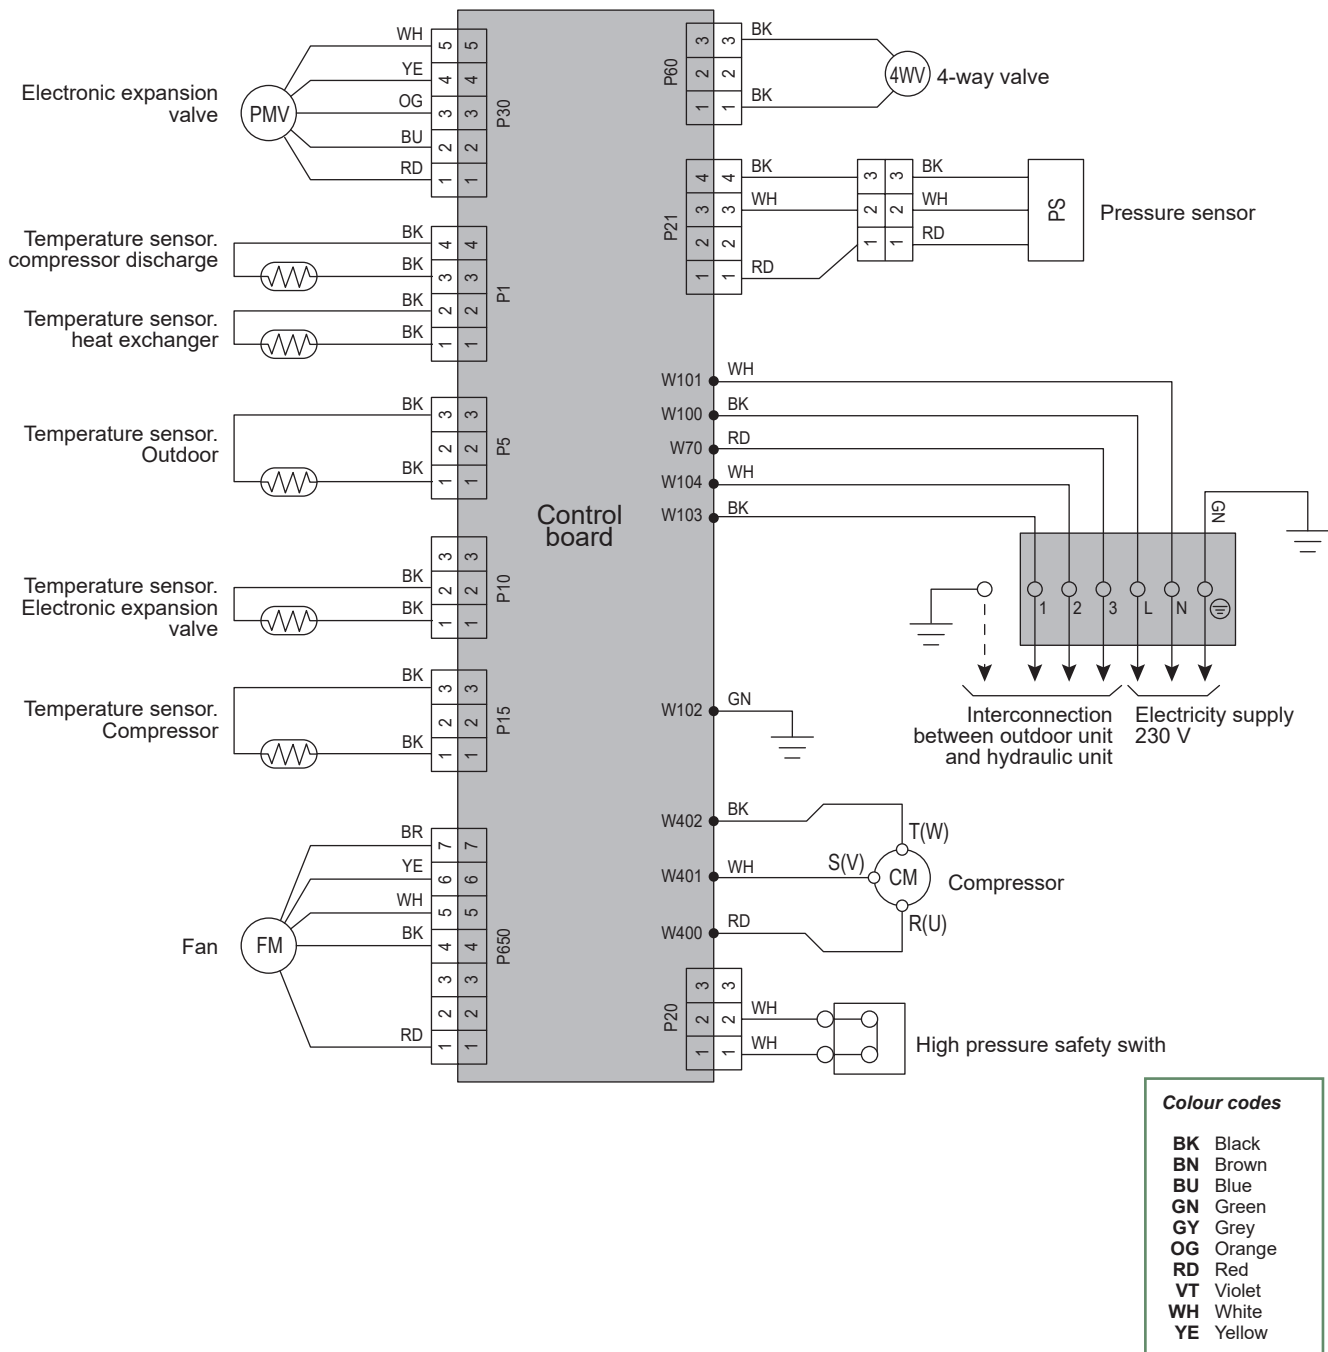 Electronic expansion
valve
PMV
WH 5 5
YE 4 4
OG 3 3
BU 2 2
RD 1 1
P30
Temperature sensor.
compressor discharge
BK 4 4
BK 3 3
Temperature sensor.
heat exchanger
BK 2 2
BK 1 1
P1
Temperature sensor.
Outdoor
BK 3 3
2 2
BK 1 1
P5
Temperature sensor.
Electronic expansion
valve
3 3
BK 2 2
BK 1 1
P10
Temperature sensor.
Compressor
BK 3 3
2 2
BK 1 1
P15
Fan
FM
BR 7 7
YE 6 6
WH 5 5
BK 4 4
3 3
2 2
RD 1 1
P650
Control
board
P60
3 3 BK
2 2
1 1 BK
4WV
4-way valve
P21
4 4 BK 3 3 BK
3 3 WH 2 2 WH
2 2 1 1 RD
1 1 RD
PS
Pressure sensor
W101 WH
W100 BK
W70 RD
W104 WH
W103 BK
GN
1 2 3 L N
Interconnection
between outdoor unit
and hydraulic unit
Electricity supply
230 V
W102 GN
W402 BK
W401 WH
W400 RD
T(W)
S(V)
CM
R(U)
Compressor
P20
3 3
2 2 WH
1 1 WH
High pressure safety swith
Colour codes
BK Black
BN Brown
BU Blue
GN Green
GY Grey
OG Orange
RD Red
VT Violet
WH White
YE Yellow